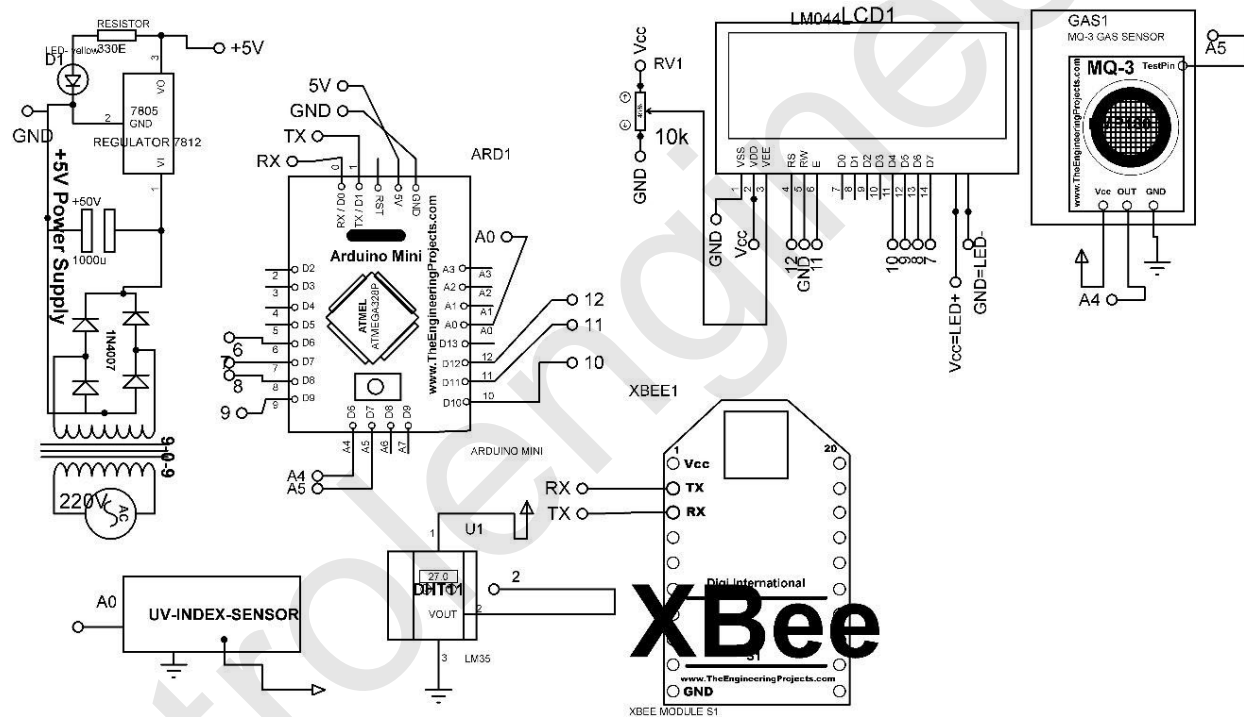 RESISTOR
330E
LED- yellow
D1
+5V
3
VO
7805
GND
2
REGULATOR 7812
VI
1
GND
+5V Power Supply
+50V
1000u
1N4007
9-0-9
220V
AC
5V
GND
TX
RX
ARD1
0
1
RX / D0
TX / D1
RST
5V
GND
Arduino Mini
www.TheEngineeringProjects.com
ATMEL
ATMEGA328P
2 D2
3 D3
4 D4
5 D5
6 D6
7 D7
8 D8
9 D9
6
7
8
9
A3 A3
A2 A2
A1 A1
A0 A0
D13
D12 12
D11 11
D10 10
A0
12
11
10
D6 D7 D8 D9
A4 A5 A6 A7
A4
A5
ARDUINO MINI
LM044L
LCD1
Vcc
RV1
10k
GND
VSS VDD VEE RS RW E D0 D1 D2 D3 D4 D5 D6 D7
1 2 3 4 5 6 7 8 9 10 11 12 13 14
GND
Vcc
12
GND
11
10
9
8
7
Vcc=LED+
GND=LED-
GAS1
MQ-3 GAS SENSOR
A5
MQ-3
TestPin
www.TheEngineeringProjects.com
Vcc OUT GND
A4
XBEE1
1
20
Vcc
RX TX
TX RX
Digi International
XBee
S1
www.TheEngineeringProjects.com
GND
XBEE MODULE S1
U1
1
27.0
DHT11
2
VOUT
2
3
LM35
A0
UV-INDEX-SENSOR